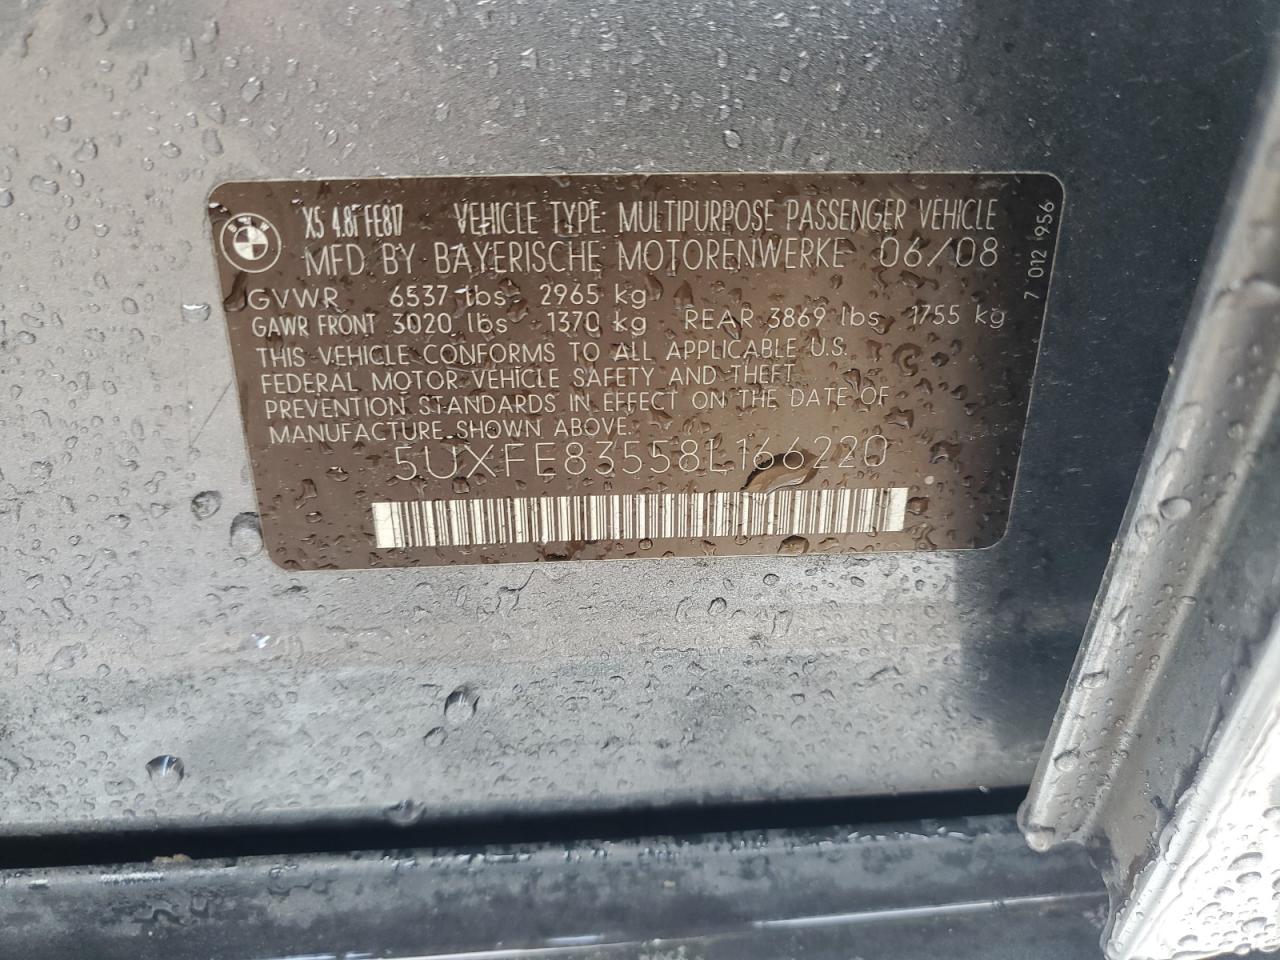 X5 4.8i FE817 VEHICLE TYPE: MULTIPURPOSE PASSENGER VEHICLE
MFD BY BAYERISCHE MOTORENWERKE 06/08
GVWR 6537 lbs 2965 kg
GAWR FRONT 3020 lbs 1370 kg REAR 3869 lbs 1755 kg
THIS VEHICLE CONFORMS TO ALL APPLICABLE U.S.
FEDERAL MOTOR VEHICLE SAFETY AND THEFT
PREVENTION STANDARDS IN EFFECT ON THE DATE OF
MANUFACTURE SHOWN ABOVE.
5UXFE83558L166220
7 012 956
BMW